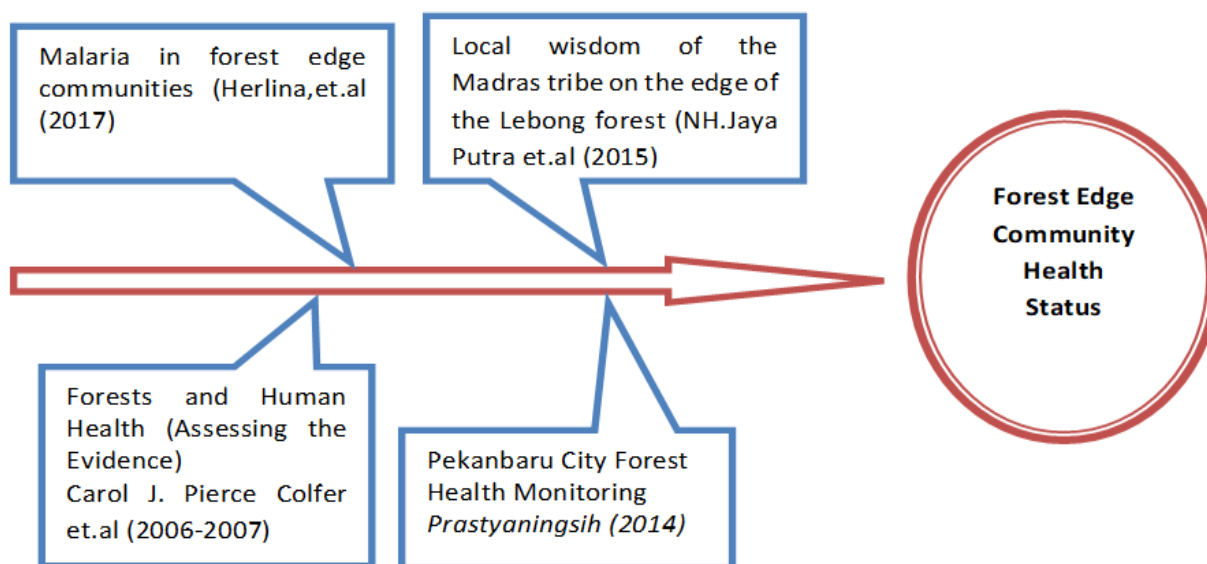 Malaria in forest edge
communities (Herlina,et.al
(2017)
Local wisdom of the
Madras tribe on the edge of
the Lebong forest (NH.Jaya
Putra et.al (2015)
Forest Edge
Community
Health
Status
Forests and Human
Health (Assessing the
Evidence)
Carol J. Pierce Colfer
et.al (2006-2007)
Pekanbaru City Forest
Health Monitoring
Prastyaningsih (2014)